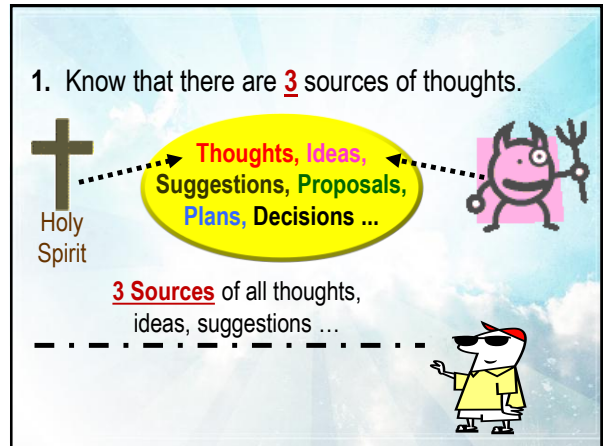 1. Know that there are 3 sources of thoughts.
Thoughts, Ideas,
Suggestions, Proposals,
Plans, Decisions ...
Holy
Spirit
3 Sources of all thoughts,
ideas, suggestions …